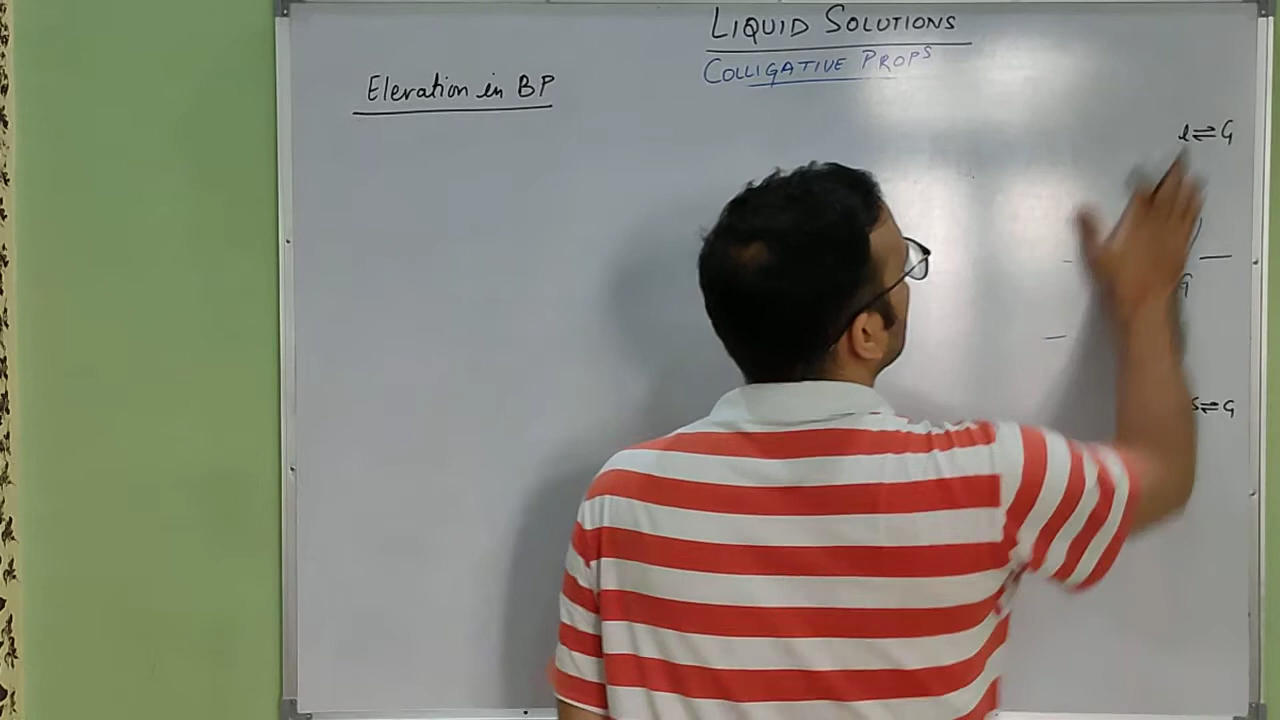 LIQUID SOLUTIONS
COLLIGATIVE PROPS
Elevation in BP
l⇌G
G
S⇌G